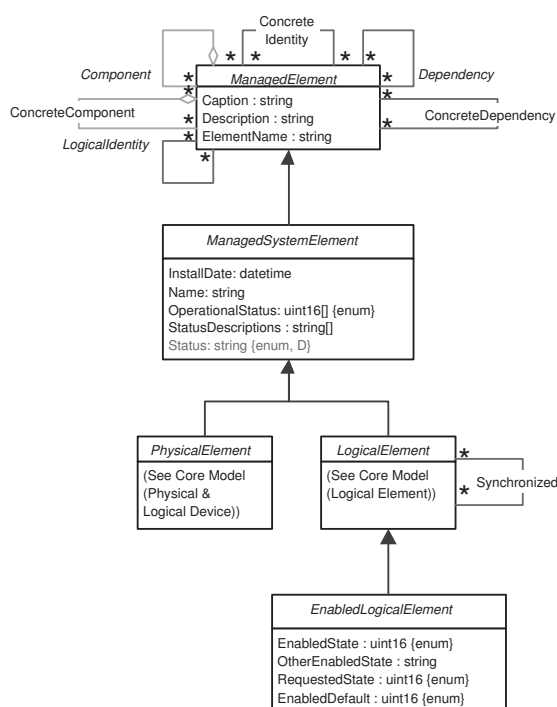 Concrete
Identity
* * * *
Component * ManagedElement * Dependency
* Caption : string *
ConcreteComponent ConcreteDependency
* Description : string *
* ElementName : string
LogicalIdentity
*
ManagedSystemElement
InstallDate: datetime
Name: string
OperationalStatus: uint16[] {enum}
StatusDescriptions : string[]
Status: string {enum, D}
PhysicalElement
(See Core Model
(Physical &
Logical Device))
LogicalElement
(See Core Model
(Logical Element))
*
Synchronized
*
EnabledLogicalElement
EnabledState : uint16 {enum}
OtherEnabledState : string
RequestedState : uint16 {enum}
EnabledDefault : uint16 {enum}